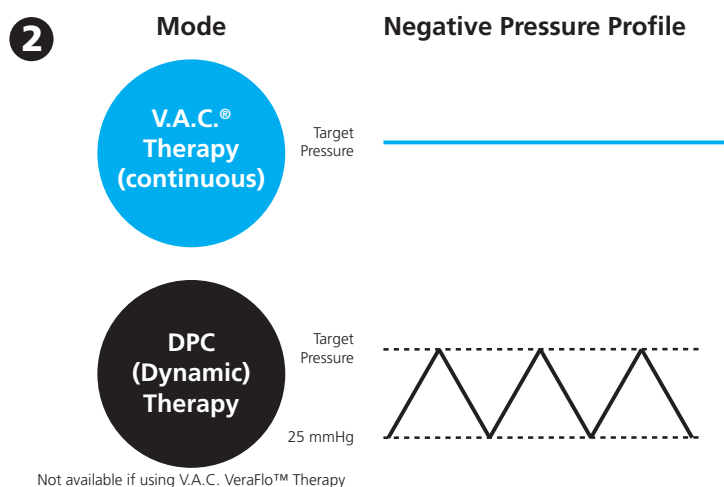 2
Mode
Negative Pressure Profile
V.A.C.®
Therapy
(continuous)
Target
Pressure
DPC
(Dynamic)
Therapy
Target
Pressure
25 mmHg
Not available if using V.A.C. VeraFlo™ Therapy